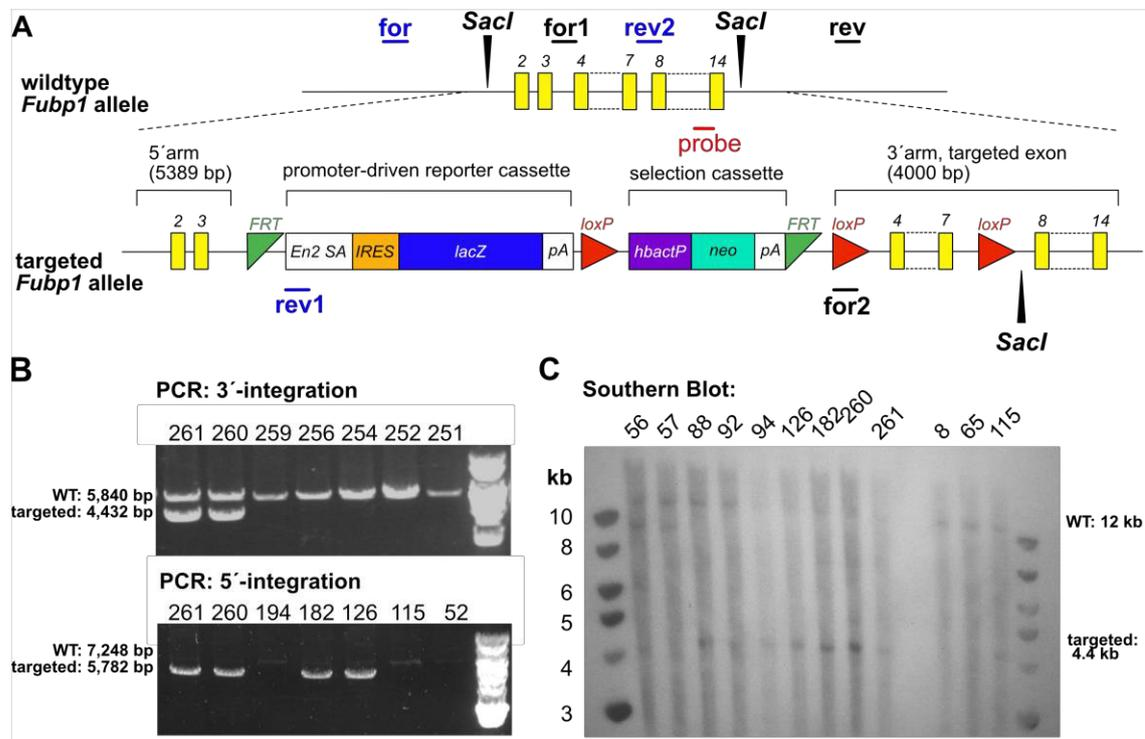 A
for SacI for1 rev2 SacI rev
2 3 4 7 8 14
wildtype
Fubp1 allele
probe
5´arm
(5389 bp)
promoter-driven reporter cassette
selection cassette
3´arm, targeted exon
(4000 bp)
2 3 FRT loxP FRT loxP 4 7 loxP 8 14
En2 SA IRES lacZ pA hbactP neo pA
targeted
Fubp1 allele
rev1 for2
SacI
B
PCR: 3´-integration
261 260 259 256 254 252 251
WT: 5,840 bp
targeted: 4,432 bp
PCR: 5´-integration
261 260 194 182 126 115 52
WT: 7,248 bp
targeted: 5,782 bp
C
Southern Blot:
56 57 88 92 94 126 182 260 261 8 65 115
kb
10
8
6
5
4
3
WT: 12 kb
targeted:
4.4 kb